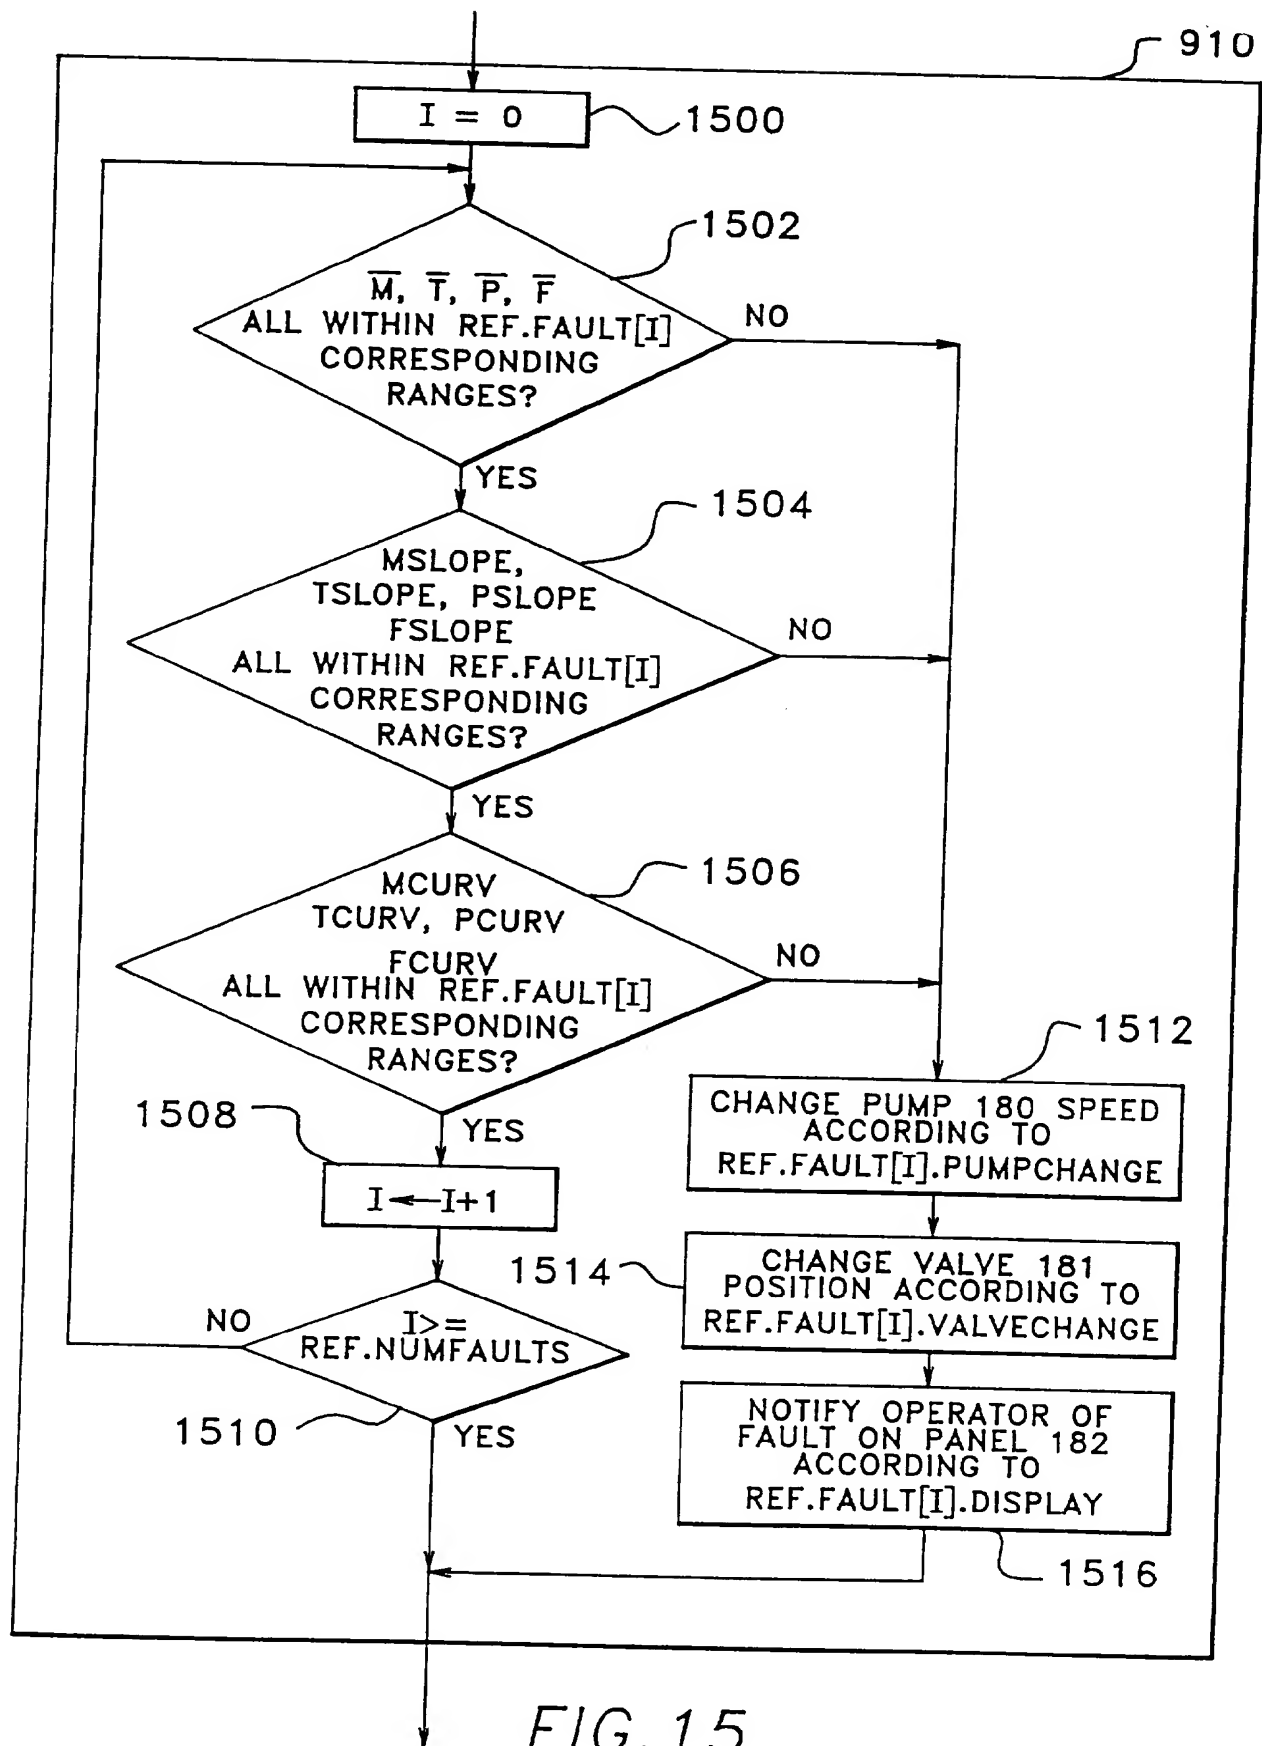 910
I = 0
1500
1502
M̅, T̅, P̅, F̅
ALL WITHIN REF.FAULT[I]
CORRESPONDING
RANGES?
NO
YES
1504
MSLOPE,
TSLOPE, PSLOPE
FSLOPE
ALL WITHIN REF.FAULT[I]
CORRESPONDING
RANGES?
NO
YES
1506
MCURV
TCURV, PCURV
FCURV
ALL WITHIN REF.FAULT[I]
CORRESPONDING
RANGES?
NO
YES
1508
I←I+1
I>=
REF.NUMFAULTS
NO
1510
YES
1512
CHANGE PUMP 180 SPEED
ACCORDING TO
REF.FAULT[I].PUMPCHANGE
1514
CHANGE VALVE 181
POSITION ACCORDING TO
REF.FAULT[I].VALVECHANGE
NOTIFY OPERATOR OF
FAULT ON PANEL 182
ACCORDING TO
REF.FAULT[I].DISPLAY
1516
FIG.15